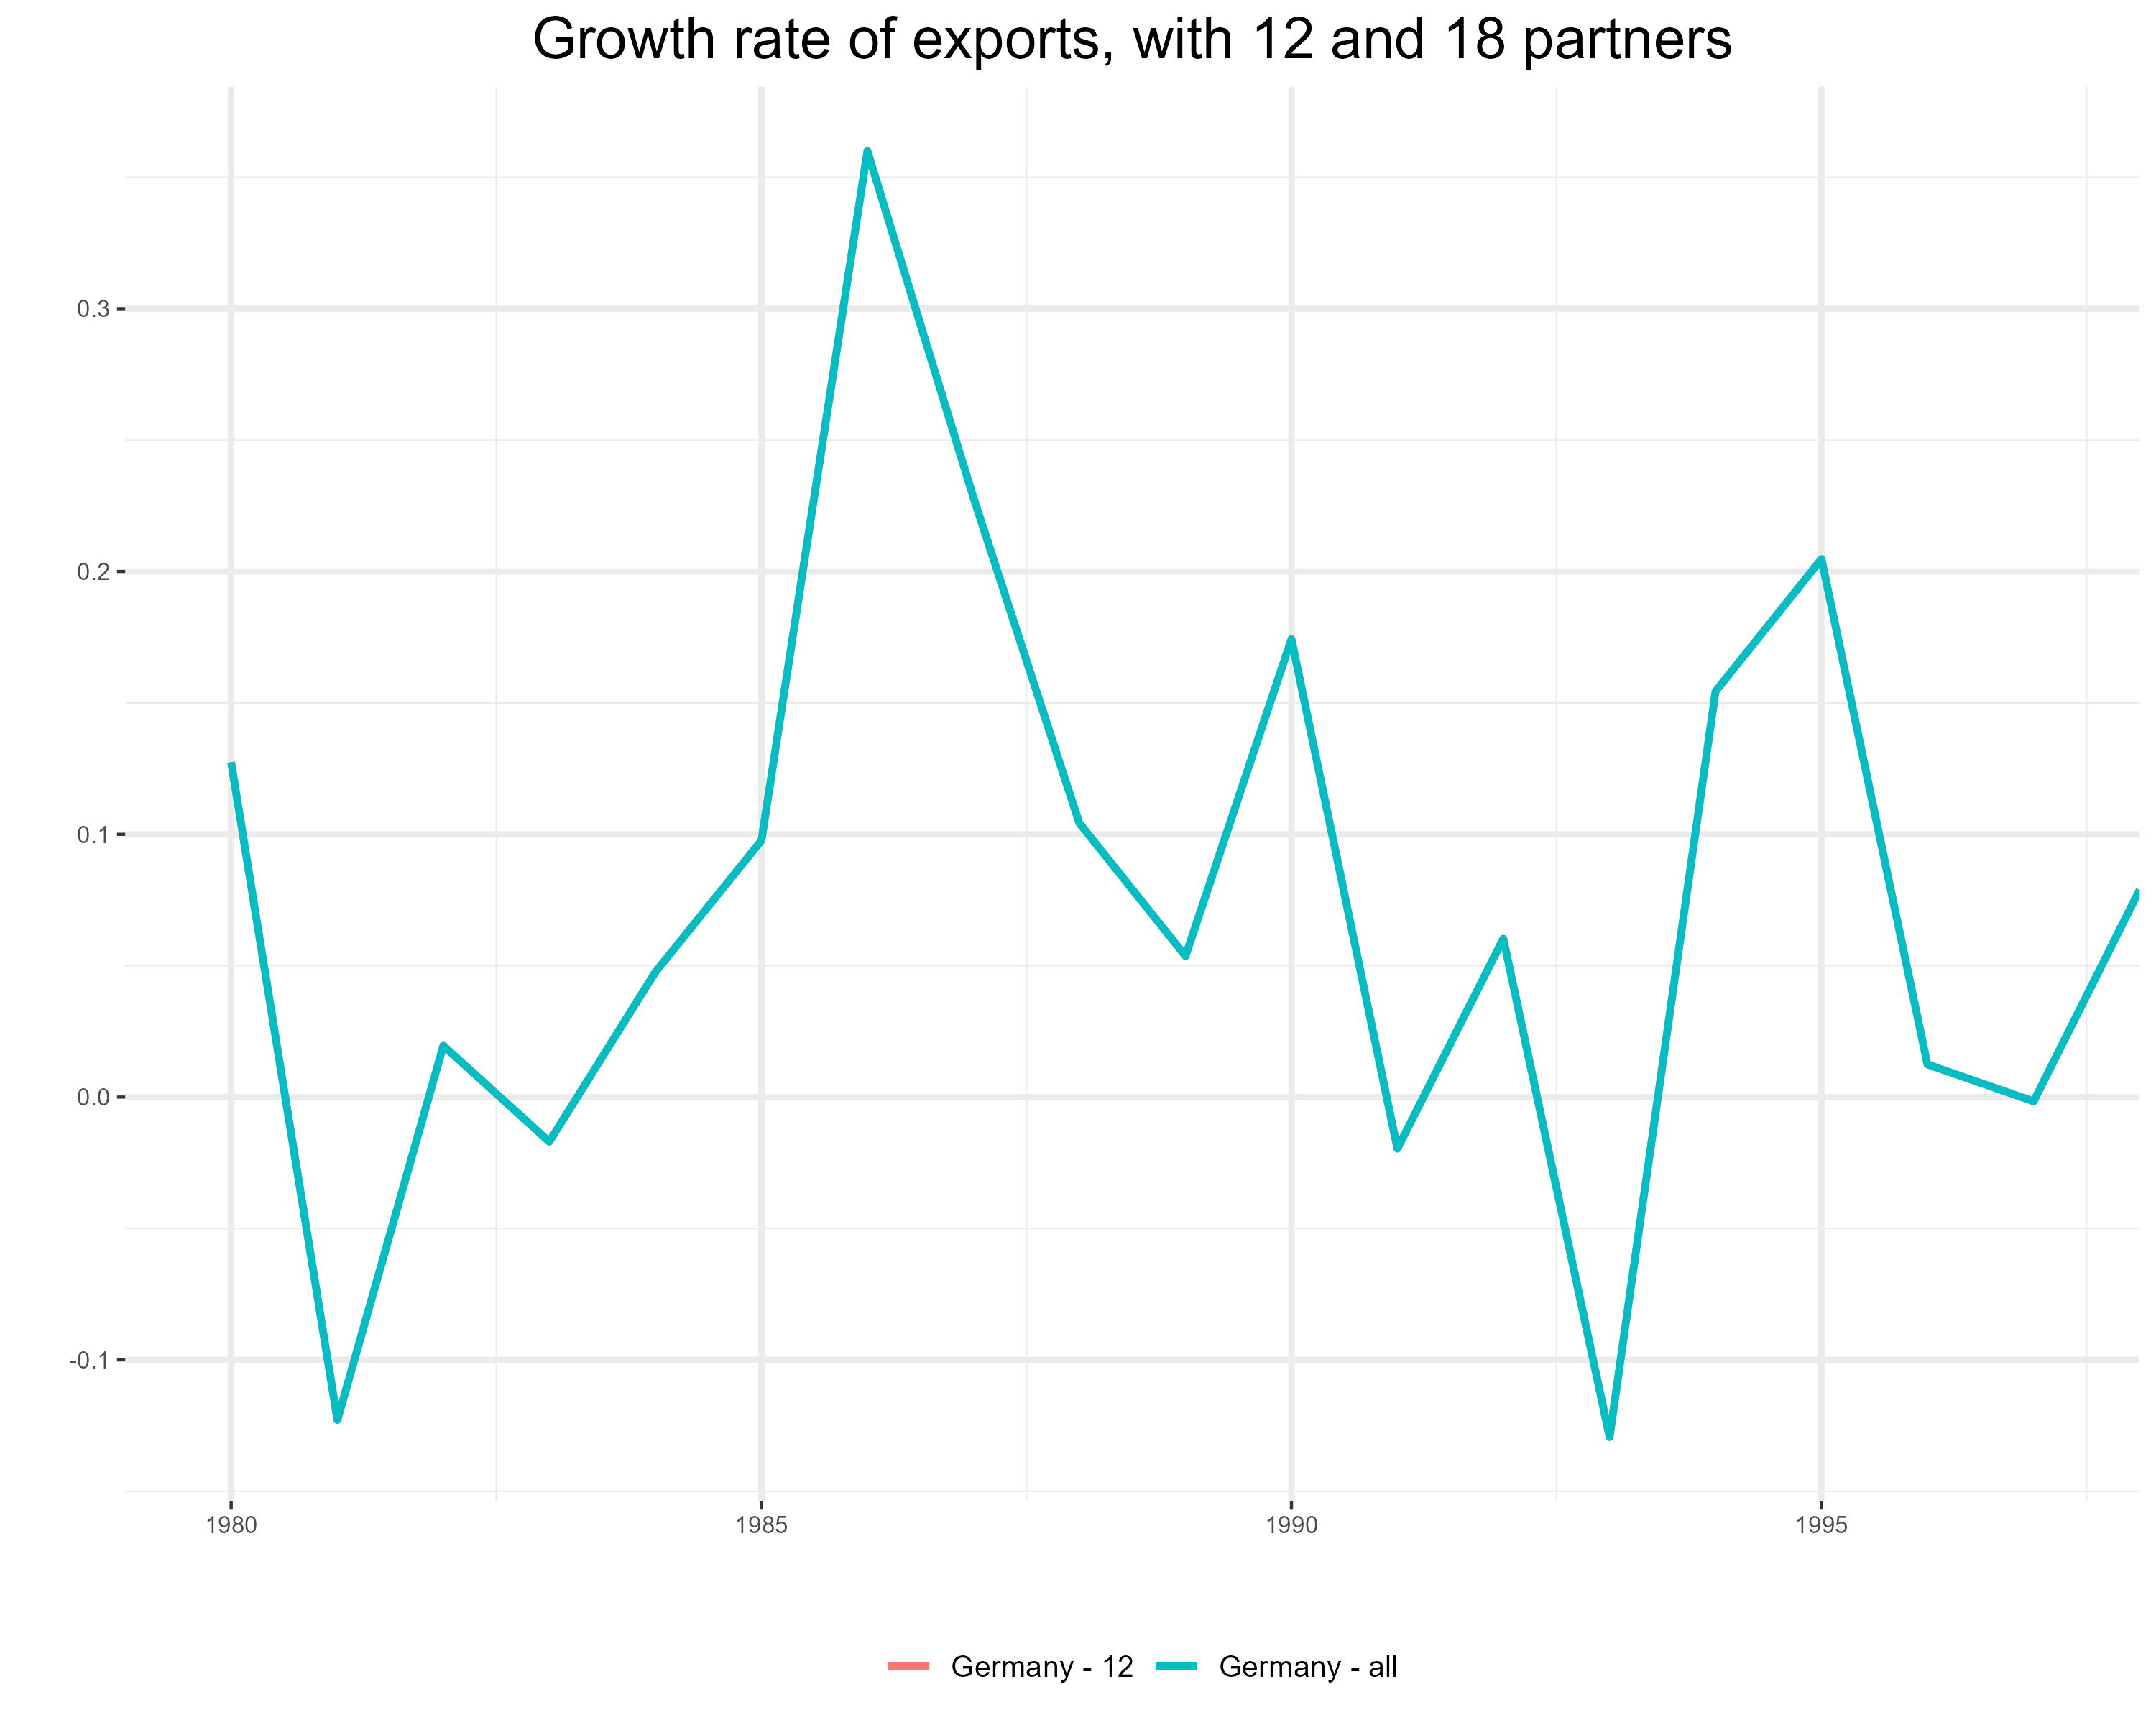 Growth rate of exports, with 12 and 18 partners
0.3
0.2
0.1
0.0
-0.1
1980 1985 1990 1995
Germany - 12 Germany - all